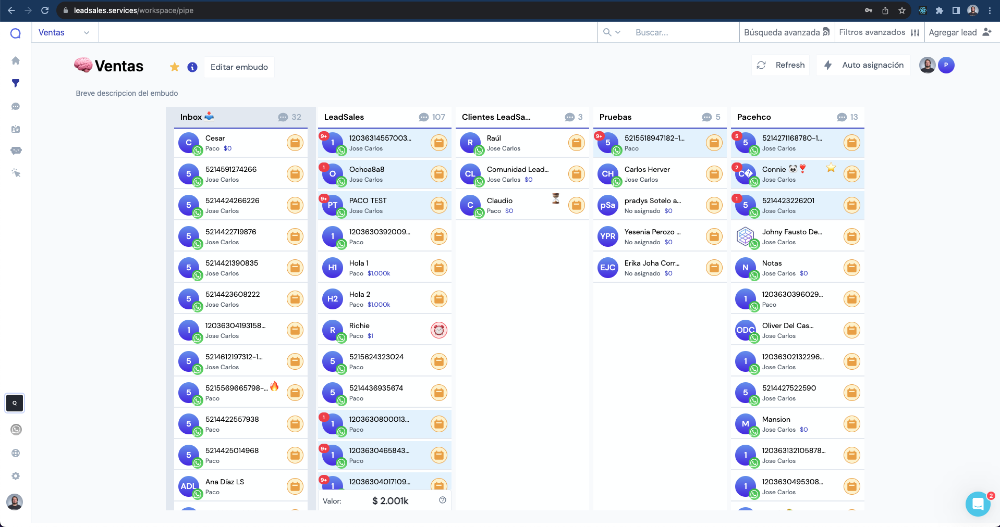 leadsales.services/workspace/pipe
Ventas
Buscar...
Búsqueda avanzada
Filtros avanzados
Agregar lead
🧠Ventas
Editar embudo
Refresh
Auto asignación
P
Breve descripcion del embudo
Inbox 📥
32
C
Cesar
Paco $0
5
5214591274266
Jose Carlos
5
5214424266226
Jose Carlos
5
5214422719876
Jose Carlos
5
5214421390835
Jose Carlos
5
5214423608222
Jose Carlos
1
12036304193158...
Jose Carlos
5
5214612197312-1...
Jose Carlos
5
5215569665798-... 🔥
Paco
5
5214422557938
Paco
5
5214425014968
Paco
ADL
Ana Díaz LS
Paco
LeadSales
107
9+
1
12036314557003...
Jose Carlos
1
O
Ochoa8a8
Jose Carlos
9+
PT
PACO TEST
Jose Carlos
1
1203630392009...
Paco
H1
Hola 1
Paco $1.000k
H2
Hola 2
Paco $1.000k
R
Richie
Paco $1
5
5215624323024
Paco
5
5214436935674
Paco
1
1
1203630800013...
Paco
9+
1
1203630465843...
Paco
9+
1
12036304017109...
Valor:
$ 2.001k
Clientes LeadSa...
3
R
Raúl
Jose Carlos
CL
Comunidad Lead...
Jose Carlos $0
C
Claudio ⏳
Paco $0
Pruebas
5
9+
5
5215518947182-1...
Paco
CH
Carlos Herver
Jose Carlos
pSa
pradys Sotelo a...
No asignado $0
YPR
Yesenia Perozo ...
No asignado $0
EJC
Erika Joha Corr...
No asignado $0
Pacehco
13
5
5
5214271168780-1...
Jose Carlos
2
C�
Connie 🐼❣️ ⭐
Jose Carlos
1
5
5214423226201
Jose Carlos
Johny Fausto De...
Jose Carlos
N
Notas
Jose Carlos $0
1
1203630396029...
Paco
ODC
Oliver Del Cas...
Jose Carlos
1
12036302132296...
Jose Carlos
5
5214427522590
Jose Carlos
M
Mansion
Jose Carlos $0
1
120363132105878...
Jose Carlos
1
1203630495308...
Jose Carlos
Q
2